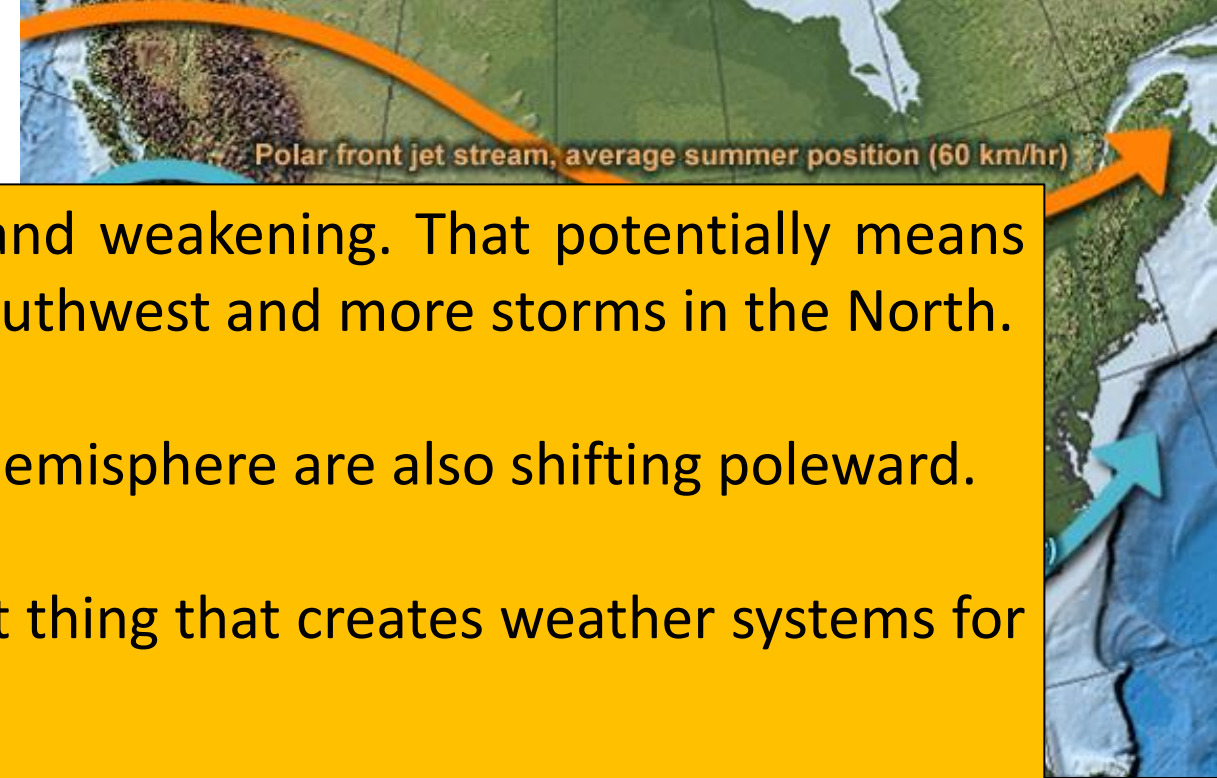 Polar front jet stream, average summer position (60 km/hr)
and weakening. That potentially means
uthwest and more storms in the North.
emisphere are also shifting poleward.
t thing that creates weather systems for
)